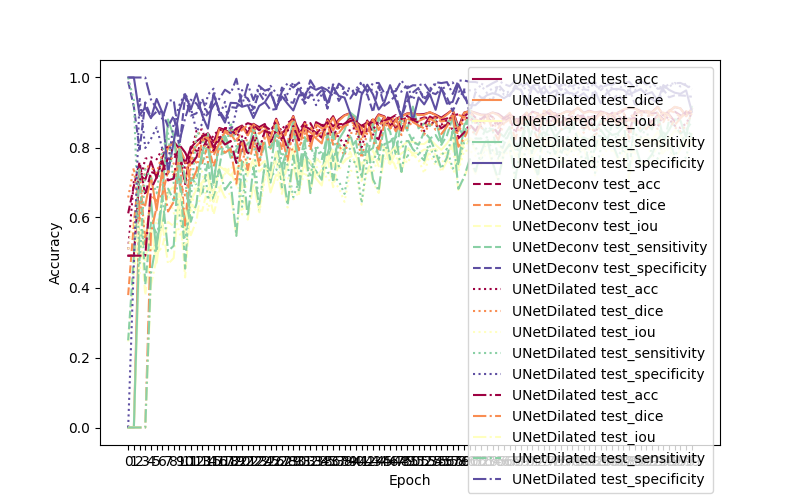 1.0
0.8
0.6
0.4
0.2
0.0
Accuracy
Epoch
UNetDilated test_acc
UNetDilated test_dice
UNetDilated test_iou
UNetDilated test_sensitivity
UNetDilated test_specificity
UNetDeconv test_acc
UNetDeconv test_dice
UNetDeconv test_iou
UNetDeconv test_sensitivity
UNetDeconv test_specificity
UNetDilated test_acc
UNetDilated test_dice
UNetDilated test_iou
UNetDilated test_sensitivity
UNetDilated test_specificity
UNetDilated test_acc
UNetDilated test_dice
UNetDilated test_iou
UNetDilated test_sensitivity
UNetDilated test_specificity